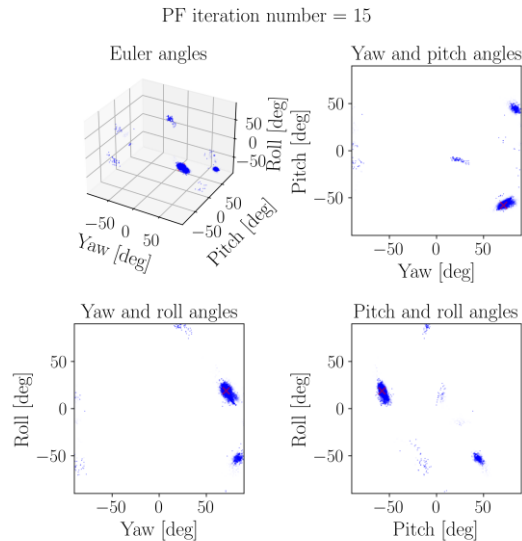 PF iteration number = 15
Euler angles
50
0
−50
Roll [deg]
−50
0
50
Yaw [deg]
−50
0
50
Pitch [deg]
Yaw and pitch angles
50
0
−50
Pitch [deg]
−50
0
50
Yaw [deg]
Yaw and roll angles
50
0
−50
Roll [deg]
−50
0
50
Yaw [deg]
Pitch and roll angles
50
0
−50
Roll [deg]
−50
0
50
Pitch [deg]